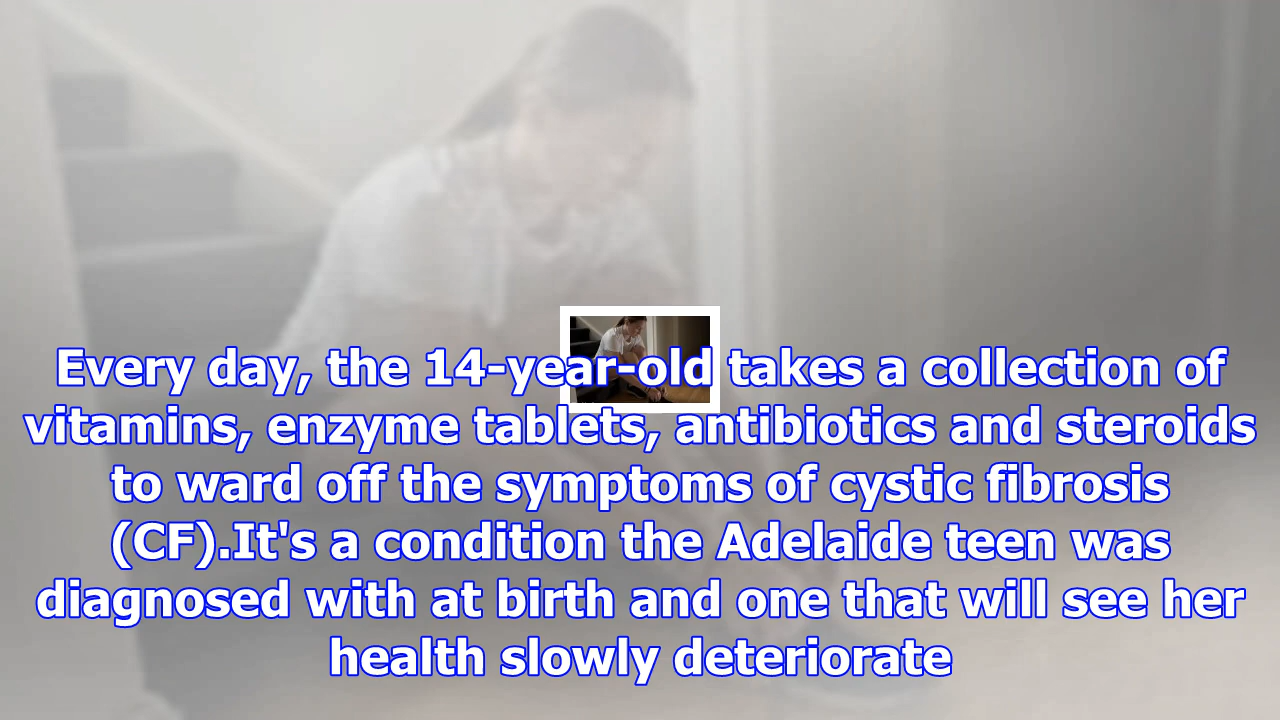 Every day, the 14-year-old takes a collection of
vitamins, enzyme tablets, antibiotics and steroids
to ward off the symptoms of cystic fibrosis
(CF).It's a condition the Adelaide teen was
diagnosed with at birth and one that will see her
health slowly deteriorate